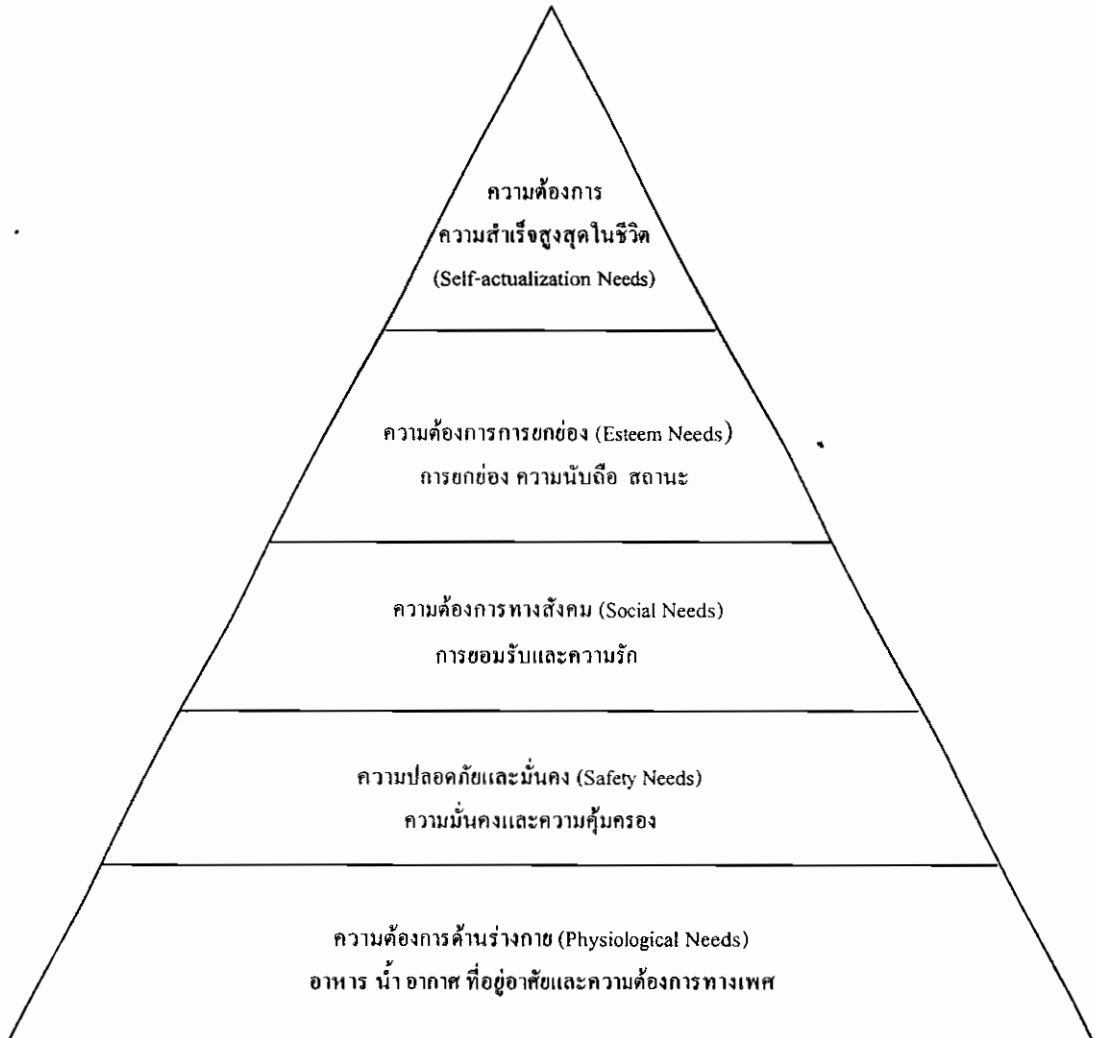 ความต้องการ
ความสำเร็จสูงสุดในชีวิต
(Self-actualization Needs)
ความต้องการการยกย่อง (Esteem Needs)
การยกย่อง ความนับถือ สถานะ
ความต้องการทางสังคม (Social Needs)
การยอมรับและความรัก
ความปลอดภัยและมั่นคง (Safety Needs)
ความมั่นคงและความคุ้มครอง
ความต้องการด้านร่างกาย (Physiological Needs)
อาหาร น้ำ อากาศ ที่อยู่อาศัยและความต้องการทางเพศ